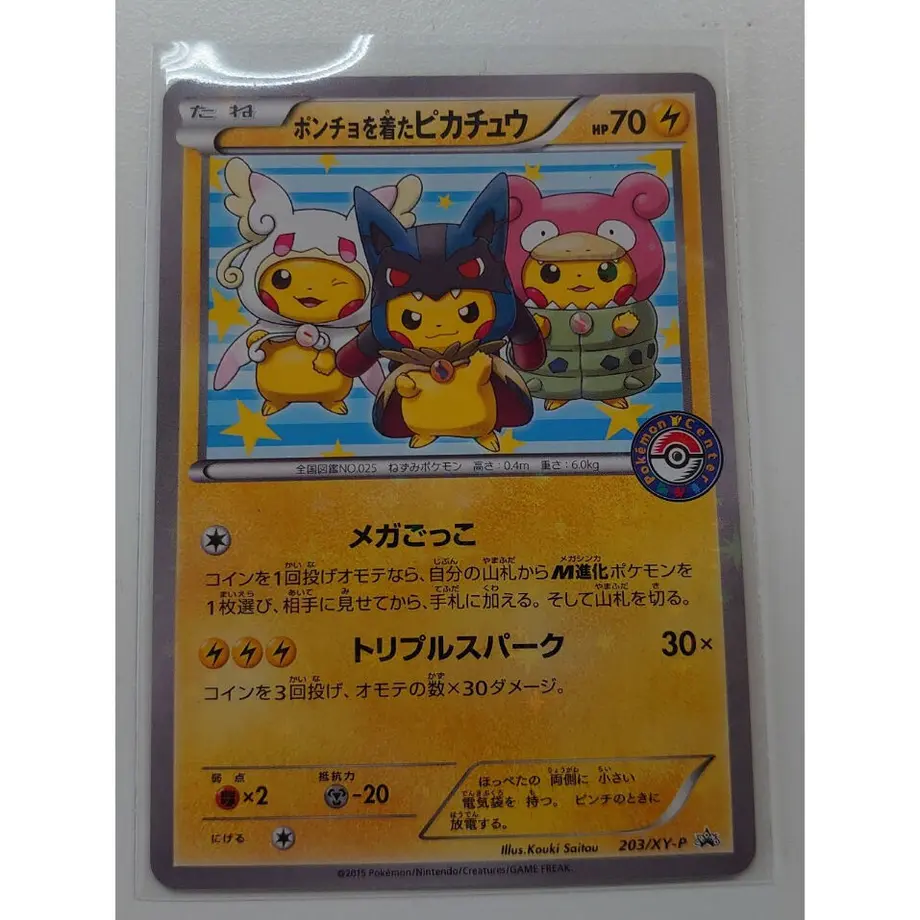 たね
ポンチョを着たピカチュウ
HP70
全国図鑑NO.025 ねずみポケモン 高さ:0.4m 重さ:6.0kg
Pokémon Center
メガごっこ
コインを1回投げオモテなら、自分の山札からM進化ポケモンを
1枚選び、相手に見せてから、手札に加える。そして山札を切る。
トリプルスパーク 30×
コインを3回投げ、オモテの数×30ダメージ。
弱点 抵抗力
×2 -20
にげる
ほっぺたの 両側に 小さい
電気袋を 持つ。 ピンチのときに
放電する。
Illus.Kouki Saitou 203/XY-P
©2015 Pokémon/Nintendo/Creatures/GAME FREAK.